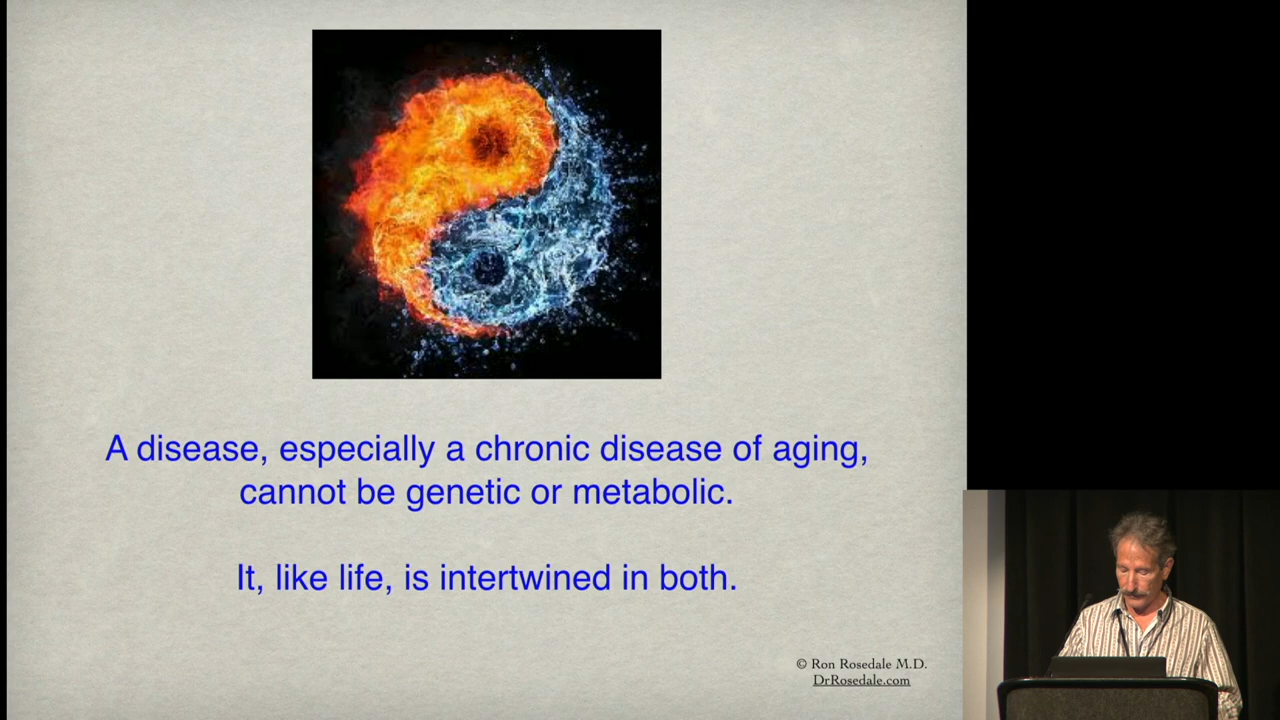 A disease, especially a chronic disease of aging,
cannot be genetic or metabolic.
It, like life, is intertwined in both.
© Ron Rosedale M.D.
DrRosedale.com